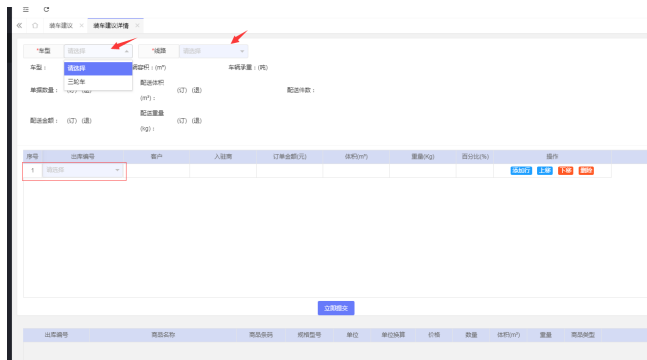 装车建议 × 装车建议详情 ×
*车型 请选择 *线路 请选择
车型： 请选择 容积：(m³) 车辆承重：(吨)
三轮车
单据数量： (订) (退) 配送体积(m³)： (订) (退) 配送件数：
配送金额： (订) (退) 配送重量(kg)： (订) (退)
序号 出库编号 客户 入驻商 订单金额(元) 体积(m³) 重量(Kg) 百分比(%) 操作
1 请选择 添加行 上移 下移 删除
立即提交
出库编号 商品名称 商品条码 规格型号 单位 单位换算 价格 数量 体积(m³) 重量 商品类型